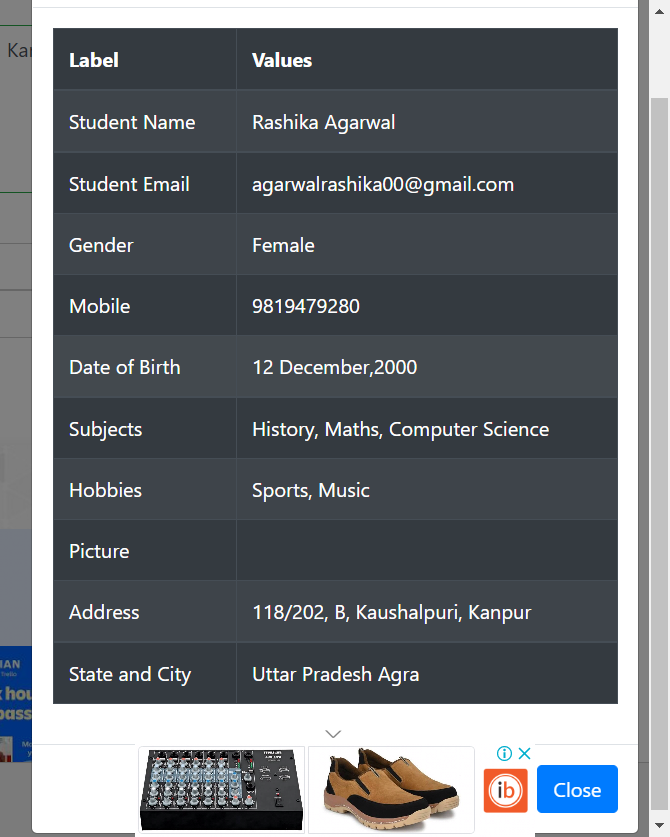 Kar
Label Values
Student Name Rashika Agarwal
Student Email agarwalrashika00@gmail.com
Gender Female
Mobile 9819479280
Date of Birth 12 December,2000
Subjects History, Maths, Computer Science
Hobbies Sports, Music
Picture
Address 118/202, B, Kaushalpuri, Kanpur
State and City Uttar Pradesh Agra
ib
Close